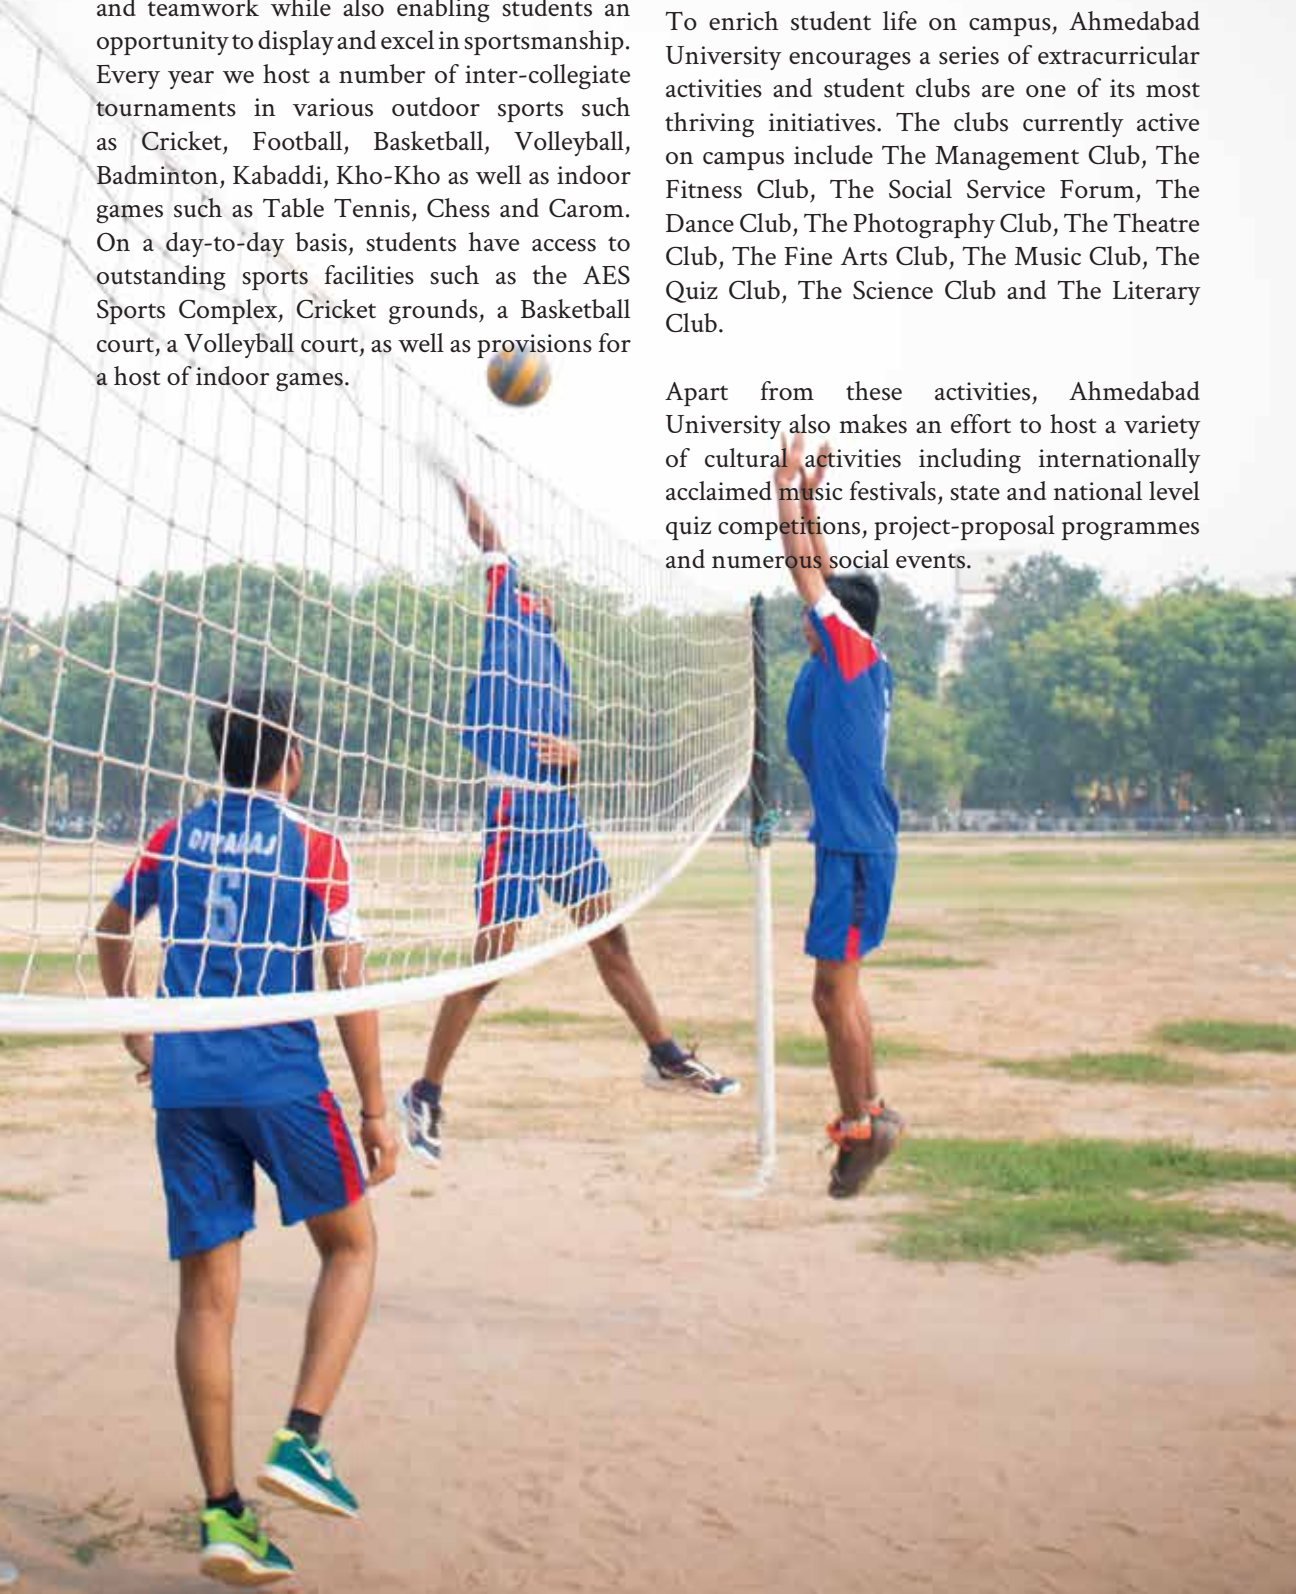 and teamwork while also enabling students an
opportunity to display and excel in sportsmanship.
Every year we host a number of inter-collegiate
tournaments in various outdoor sports such
as Cricket, Football, Basketball, Volleyball,
Badminton, Kabaddi, Kho-Kho as well as indoor
games such as Table Tennis, Chess and Carom.
On a day-to-day basis, students have access to
outstanding sports facilities such as the AES
Sports Complex, Cricket grounds, a Basketball
court, a Volleyball court, as well as provisions for
a host of indoor games.
To enrich student life on campus, Ahmedabad
University encourages a series of extracurricular
activities and student clubs are one of its most
thriving initiatives. The clubs currently active
on campus include The Management Club, The
Fitness Club, The Social Service Forum, The
Dance Club, The Photography Club, The Theatre
Club, The Fine Arts Club, The Music Club, The
Quiz Club, The Science Club and The Literary
Club.
Apart from these activities, Ahmedabad
University also makes an effort to host a variety
of cultural activities including internationally
acclaimed music festivals, state and national level
quiz competitions, project-proposal programmes
and numerous social events.
6